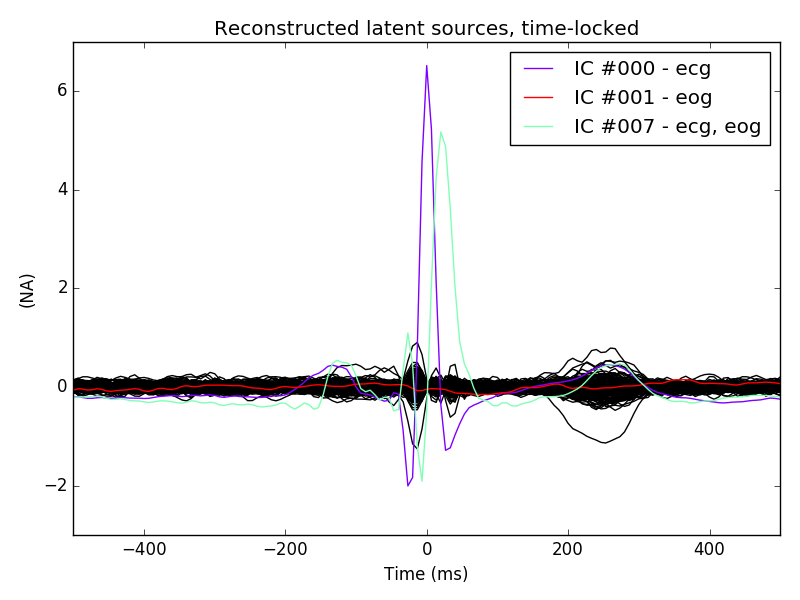 Reconstructed latent sources, time-locked
IC #000 - ecg
IC #001 - eog
IC #007 - ecg, eog
6
4
2
0
−2
(NA)
−400
−200
0
200
400
Time (ms)